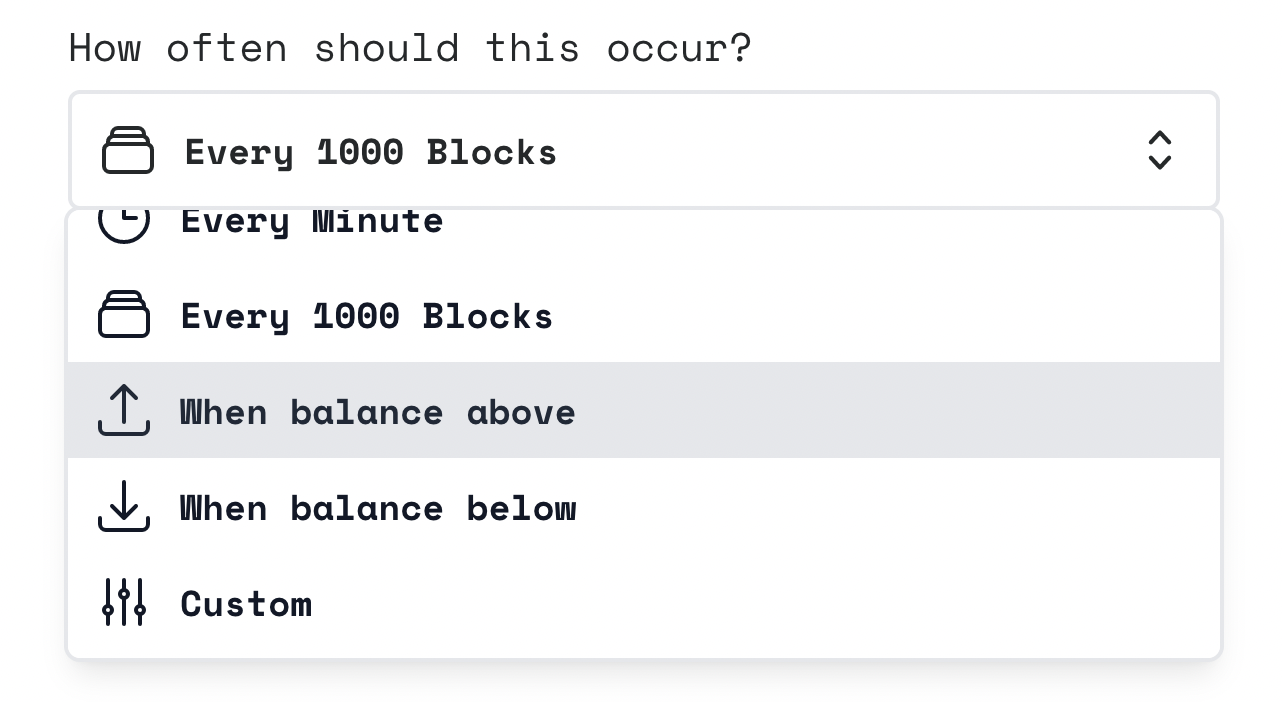 How often should this occur?
Every 1000 Blocks
Every Minute
Every 1000 Blocks
When balance above
When balance below
Custom